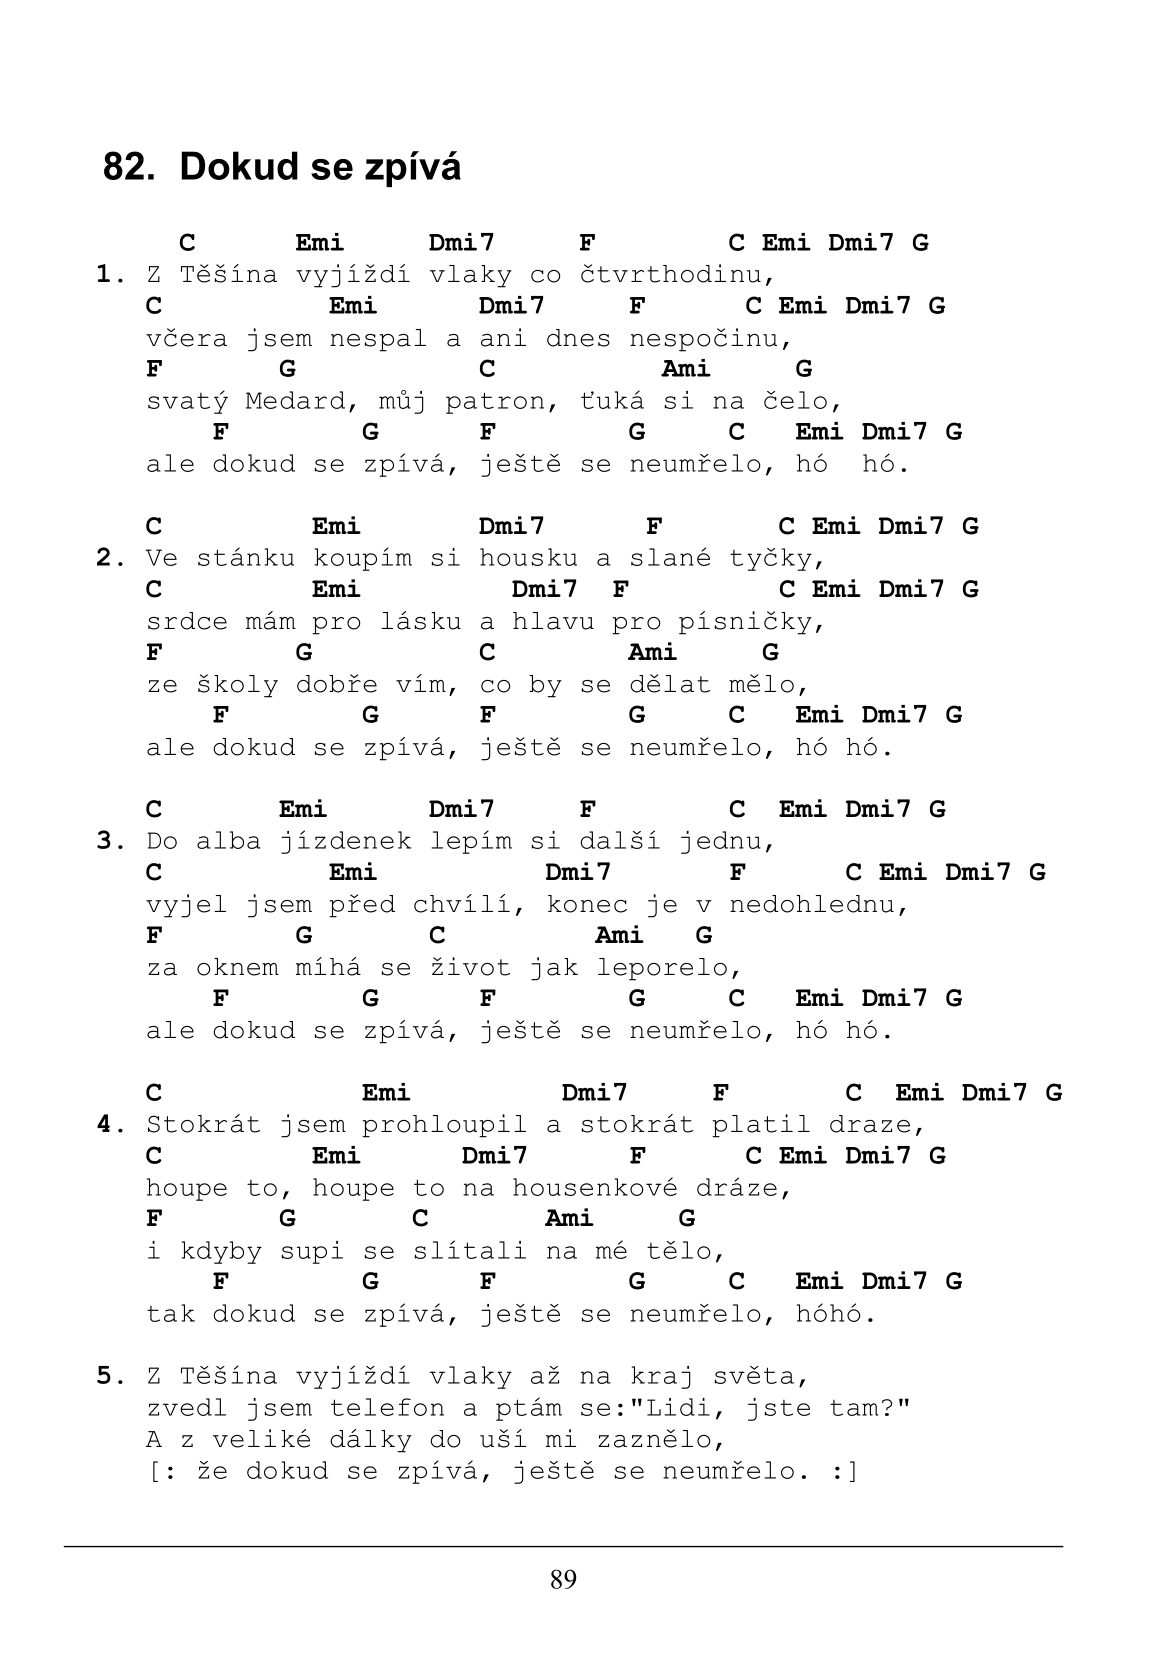 82. Dokud se zpívá
C Emi Dmi7 F C Emi Dmi7 G
1. Z Těšína vyjíždí vlaky co čtvrthodinu,
C Emi Dmi7 F C Emi Dmi7 G
včera jsem nespal a ani dnes nespočinu,
F G C Ami G
svatý Medard, můj patron, ťuká si na čelo,
F G F G C Emi Dmi7 G
ale dokud se zpívá, ještě se neumřelo, hó hó.
C Emi Dmi7 F C Emi Dmi7 G
2. Ve stánku koupím si housku a slané tyčky,
C Emi Dmi7 F C Emi Dmi7 G
srdce mám pro lásku a hlavu pro písničky,
F G C Ami G
ze školy dobře vím, co by se dělat mělo,
F G F G C Emi Dmi7 G
ale dokud se zpívá, ještě se neumřelo, hó hó.
C Emi Dmi7 F C Emi Dmi7 G
3. Do alba jízdenek lepím si další jednu,
C Emi Dmi7 F C Emi Dmi7 G
vyjel jsem před chvílí, konec je v nedohlednu,
F G C Ami G
za oknem míhá se život jak leporelo,
F G F G C Emi Dmi7 G
ale dokud se zpívá, ještě se neumřelo, hó hó.
C Emi Dmi7 F C Emi Dmi7 G
4. Stokrát jsem prohloupil a stokrát platil draze,
C Emi Dmi7 F C Emi Dmi7 G
houpe to, houpe to na housenkové dráze,
F G C Ami G
i kdyby supi se slítali na mé tělo,
F G F G C Emi Dmi7 G
tak dokud se zpívá, ještě se neumřelo, hóhó.
5. Z Těšína vyjíždí vlaky až na kraj světa,
zvedl jsem telefon a ptám se:"Lidi, jste tam?"
A z veliké dálky do uší mi zaznělo,
[: že dokud se zpívá, ještě se neumřelo. :]
89